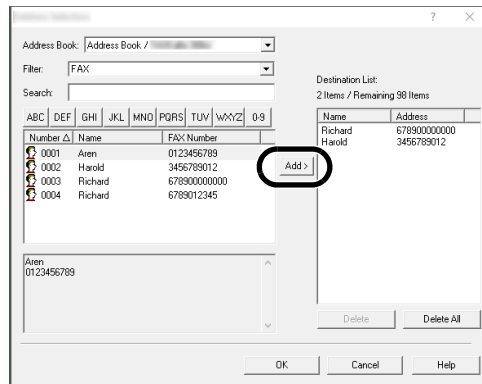 ?
Address Book: Address Book /
Filter: FAX
Search:
ABC DEF GHI JKL MNO PQRS TUV WXYZ 0-9
Number Name FAX Number
0001 Aren 0123456789
0002 Harold 3456789012
0003 Richard 678900000000
0004 Richard 6789012345
Aren
0123456789
Add >
Destination List:
2 Items / Remaining 98 Items
Name Address
Richard 678900000000
Harold 3456789012
Delete Delete All
OK Cancel Help